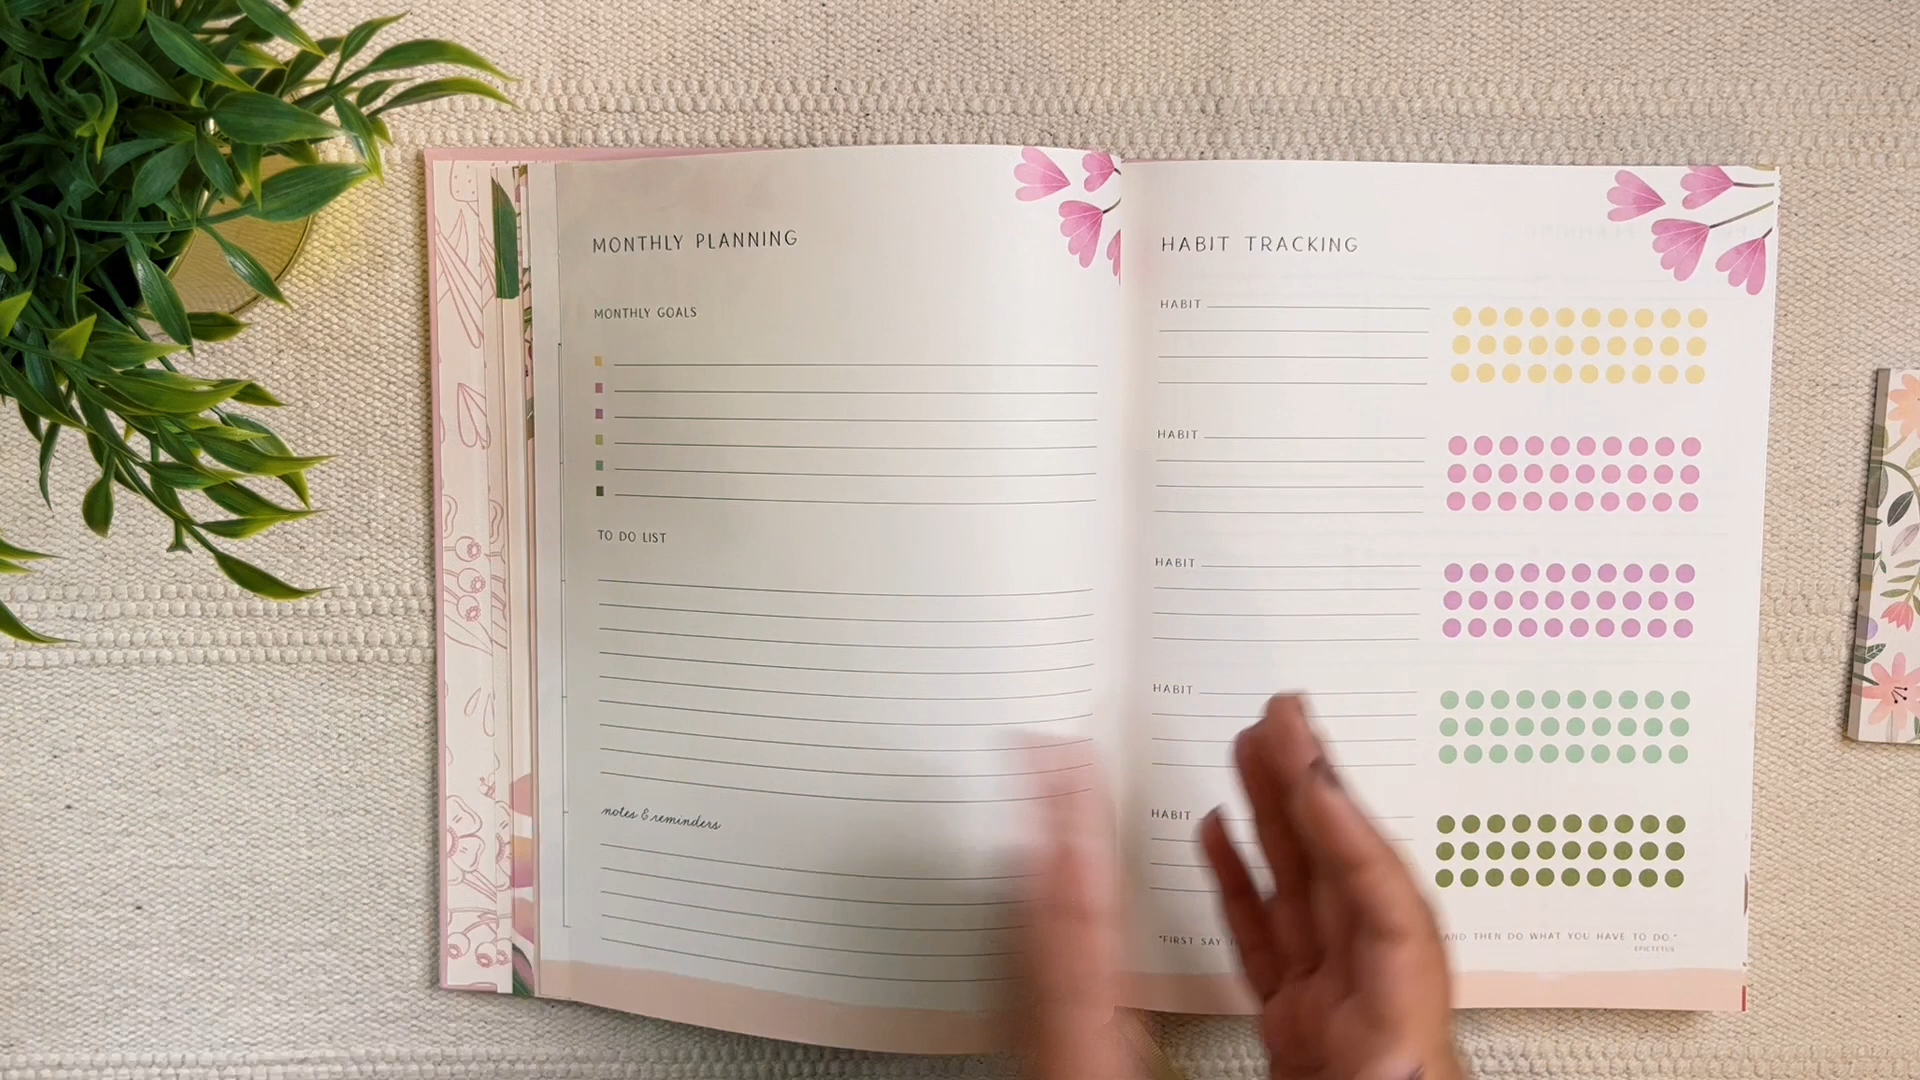 MONTHLY PLANNING
MONTHLY GOALS
TO DO LIST
notes & reminders
HABIT TRACKING
HABIT
HABIT
HABIT
HABIT
HABIT
"FIRST SAY AND THEN DO WHAT YOU HAVE TO DO."
EPICTETUS